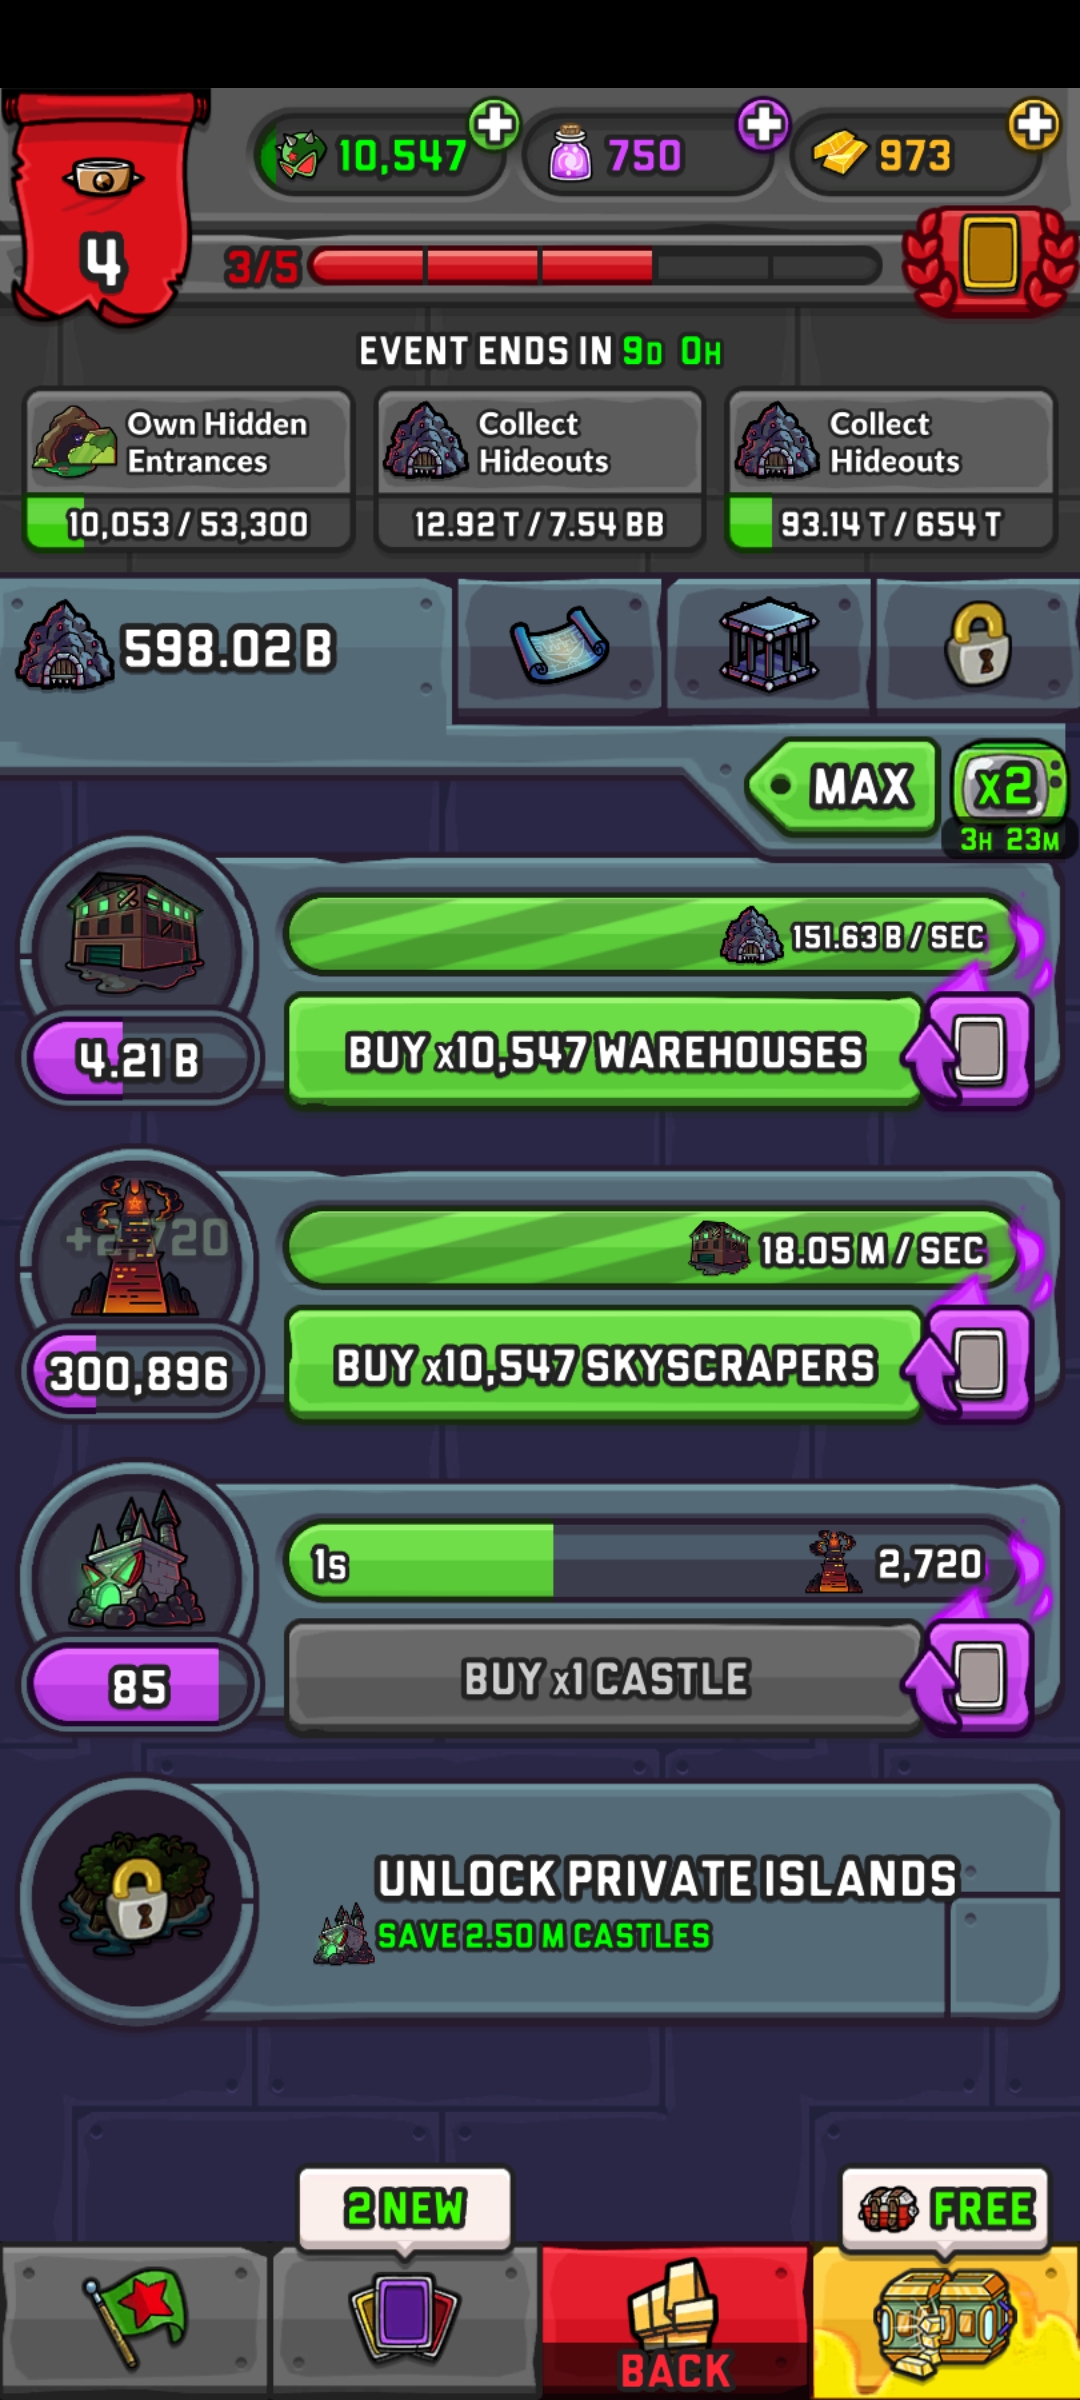 10,547
750
973
4
3/5
EVENT ENDS IN 9D 0H
Own Hidden
Entrances
10,053 / 53,300
Collect
Hideouts
12.92 T / 7.54 BB
Collect
Hideouts
93.14 T / 654 T
598.02 B
MAX
x2
3H 23M
151.63 B / SEC
4.21 B
BUY x10,547 WAREHOUSES
+2,720
18.05 M / SEC
300,896
BUY x10,547 SKYSCRAPERS
1s
2,720
85
BUY x1 CASTLE
UNLOCK PRIVATE ISLANDS
SAVE 2.50 M CASTLES
2 NEW
FREE
BACK